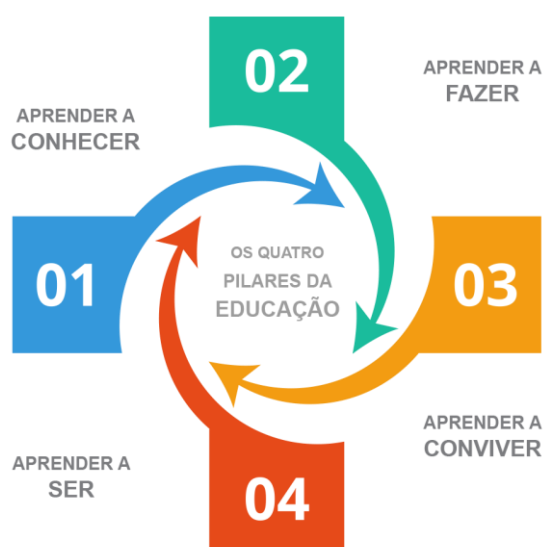 02
APRENDER A
FAZER
APRENDER A
CONHECER
01
OS QUATRO
PILARES DA
EDUCAÇÃO
03
APRENDER A
CONVIVER
APRENDER A
SER
04